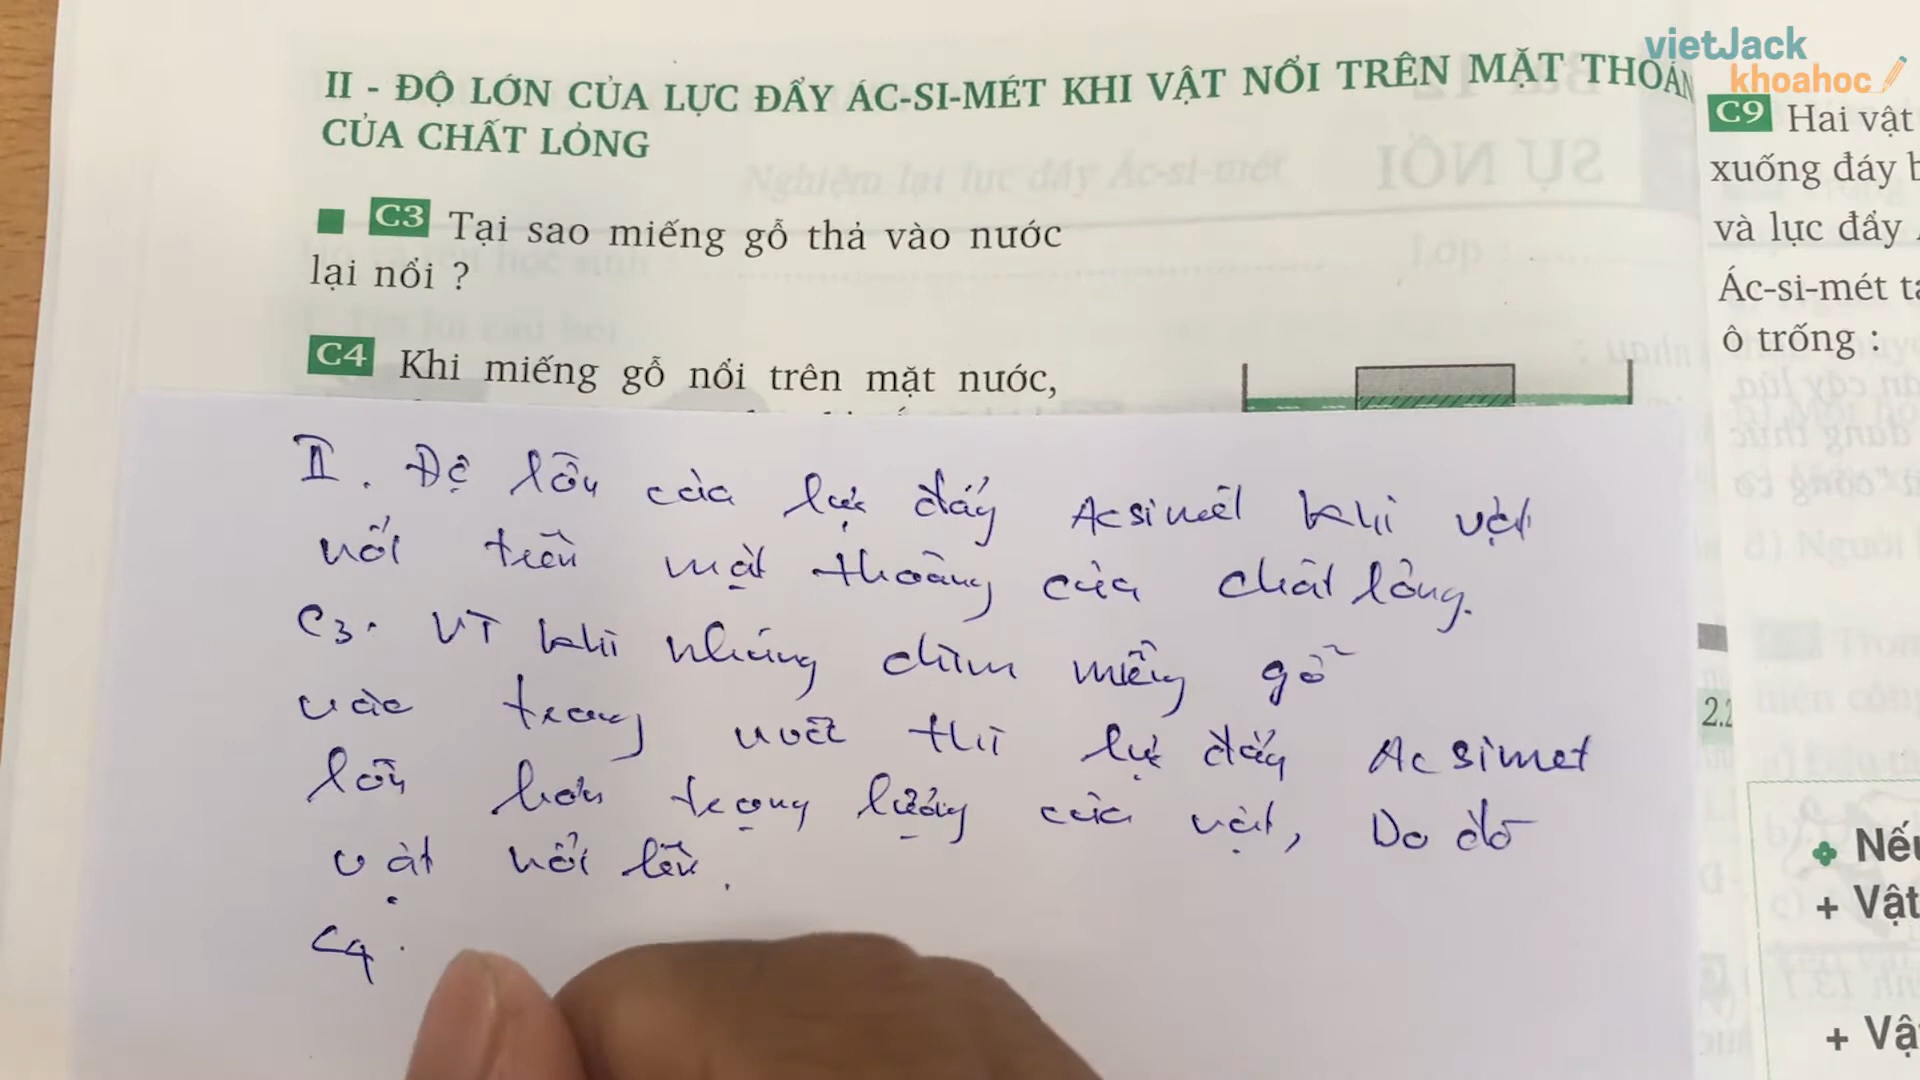 vietJack
khoahoc
II - ĐỘ LỚN CỦA LỰC ĐẨY ÁC-SI-MÉT KHI VẬT NỔI TRÊN MẶT THOÁN
CỦA CHẤT LỎNG
C3 Tại sao miếng gỗ thả vào nước
lại nổi ?
C4 Khi miếng gỗ nổi trên mặt nước,
II. Độ lớn của lực đẩy Acsimét khi vật
nổi trên mặt thoáng của chất lỏng.
C3. Vì khi nhúng chìm miếng gỗ
vào trong nước thì lực đẩy Acsimet
lớn hơn trọng lượng của vật, Do đó
vật nổi lên.
C4.
C9 Hai vật
xuống đáy b
và lực đẩy
Ác-si-mét
ô trống :
2.2
Nếu
+ Vật
+ Vậ